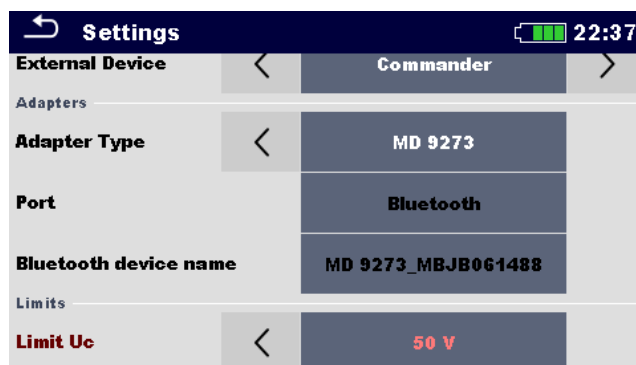 Settings 22:37
External Device < Commander >
Adapters
Adapter Type < MD 9273
Port Bluetooth
Bluetooth device name MD 9273_MBJB061488
Limits
Limit Uc < 50 V